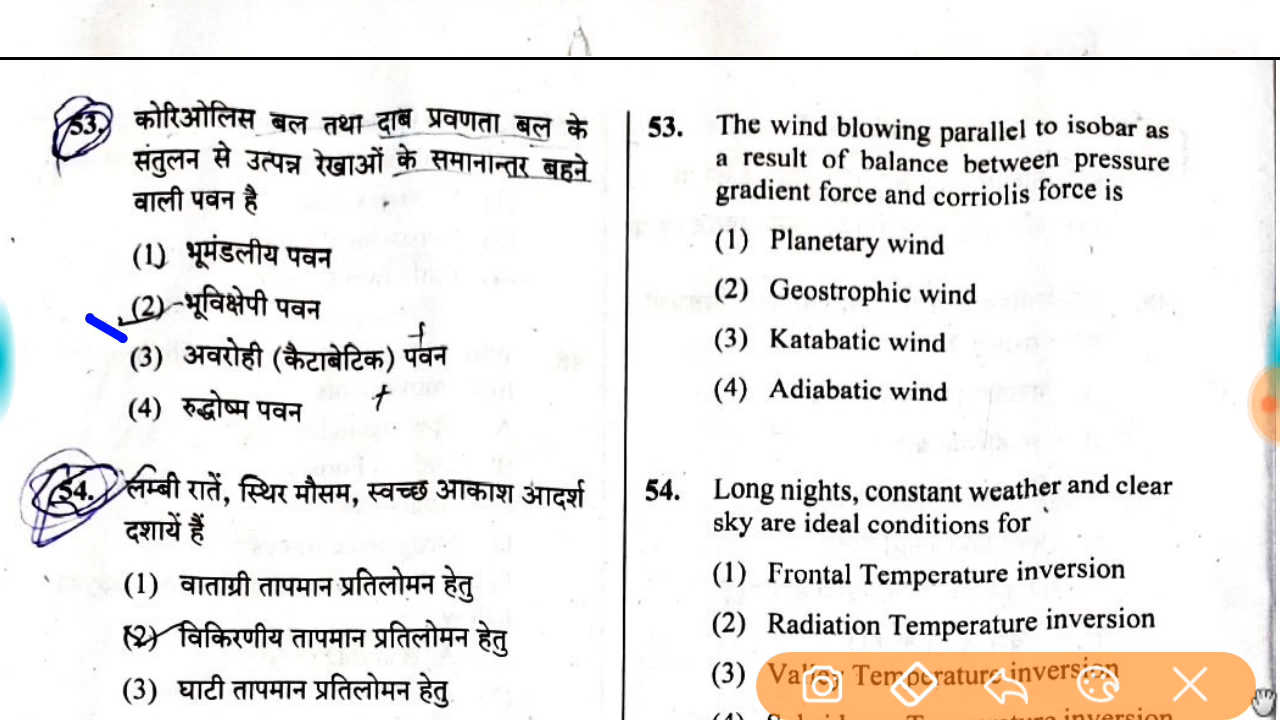 53. कोरिओलिस बल तथा दाब प्रवणता बल के
संतुलन से उत्पन्न रेखाओं के समानान्तर बहने
वाली पवन है
(1) भूमंडलीय पवन
(2) भूविक्षेपी पवन
(3) अवरोही (कैटाबेटिक) पवन
(4) रुद्धोष्म पवन
54. लम्बी रातें, स्थिर मौसम, स्वच्छ आकाश आदर्श
दशायें हैं
(1) वाताग्री तापमान प्रतिलोमन हेतु
(2) विकिरणीय तापमान प्रतिलोमन हेतु
(3) घाटी तापमान प्रतिलोमन हेतु
53. The wind blowing parallel to isobar as
a result of balance between pressure
gradient force and corriolis force is
(1) Planetary wind
(2) Geostrophic wind
(3) Katabatic wind
(4) Adiabatic wind
54. Long nights, constant weather and clear
sky are ideal conditions for
(1) Frontal Temperature inversion
(2) Radiation Temperature inversion
(3) Valley Temperature inversion
Temperature inversion